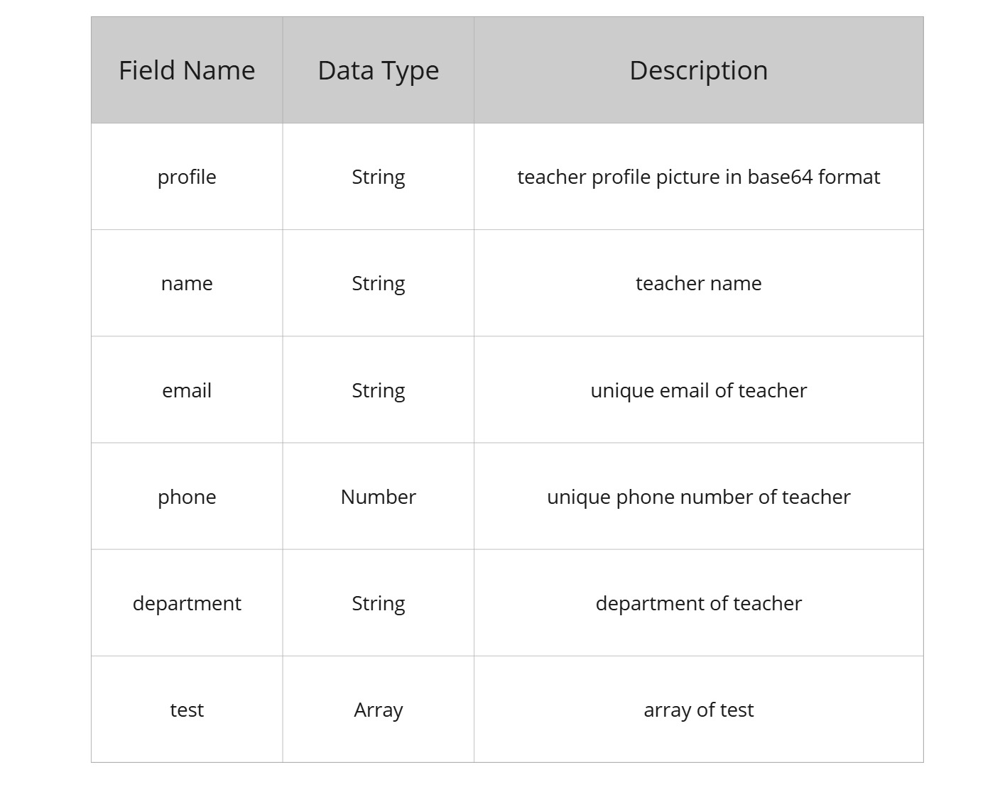 Field Name Data Type Description
profile String teacher profile picture in base64 format
name String teacher name
email String unique email of teacher
phone Number unique phone number of teacher
department String department of teacher
test Array array of test